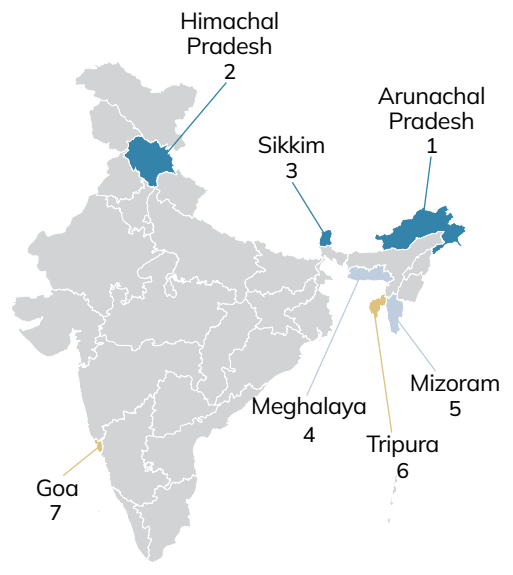 Himachal
Pradesh
2
Arunachal
Pradesh
1
Sikkim
3
Meghalaya
4
Mizoram
5
Tripura
6
Goa
7